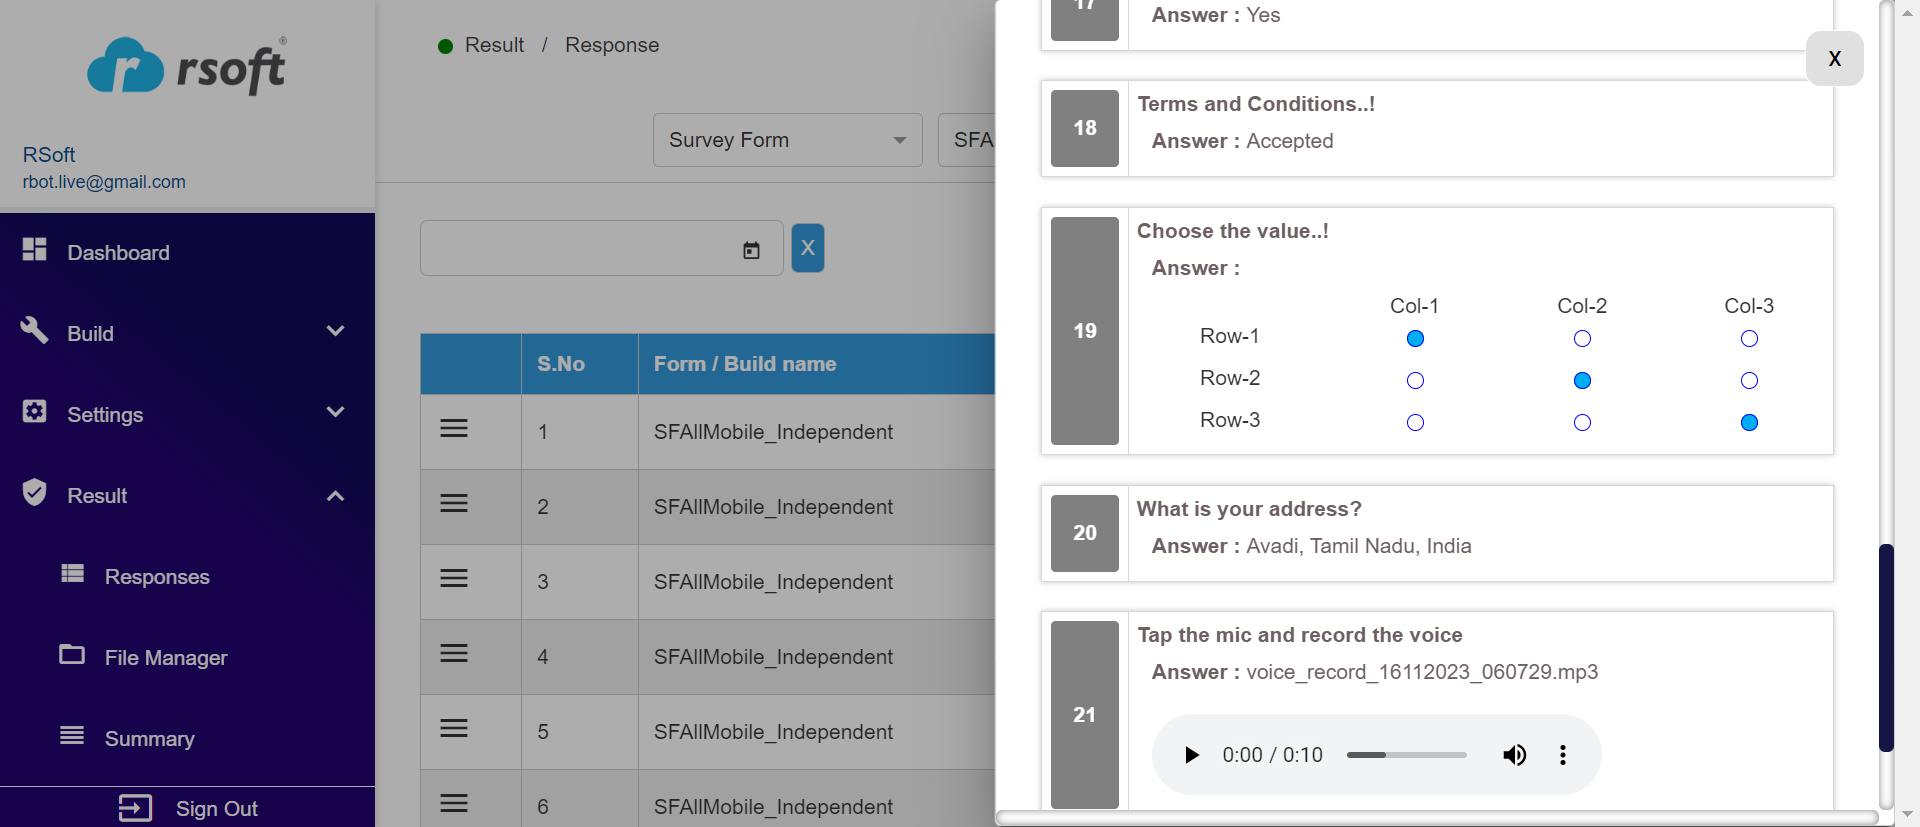 rsoft
®
RSoft
rbot.live@gmail.com
Dashboard
Build
Settings
Result
Responses
File Manager
Summary
Sign Out
Result / Response
Survey Form
SFA
X
S.No
Form / Build name
1
SFAllMobile_Independent
2
SFAllMobile_Independent
3
SFAllMobile_Independent
4
SFAllMobile_Independent
5
SFAllMobile_Independent
6
SFAllMobile_Independent
X
17
Answer : Yes
18
Terms and Conditions..!
Answer : Accepted
19
Choose the value..!
Answer :
Col-1 Col-2 Col-3
Row-1
Row-2
Row-3
20
What is your address?
Answer : Avadi, Tamil Nadu, India
21
Tap the mic and record the voice
Answer : voice_record_16112023_060729.mp3
0:00 / 0:10